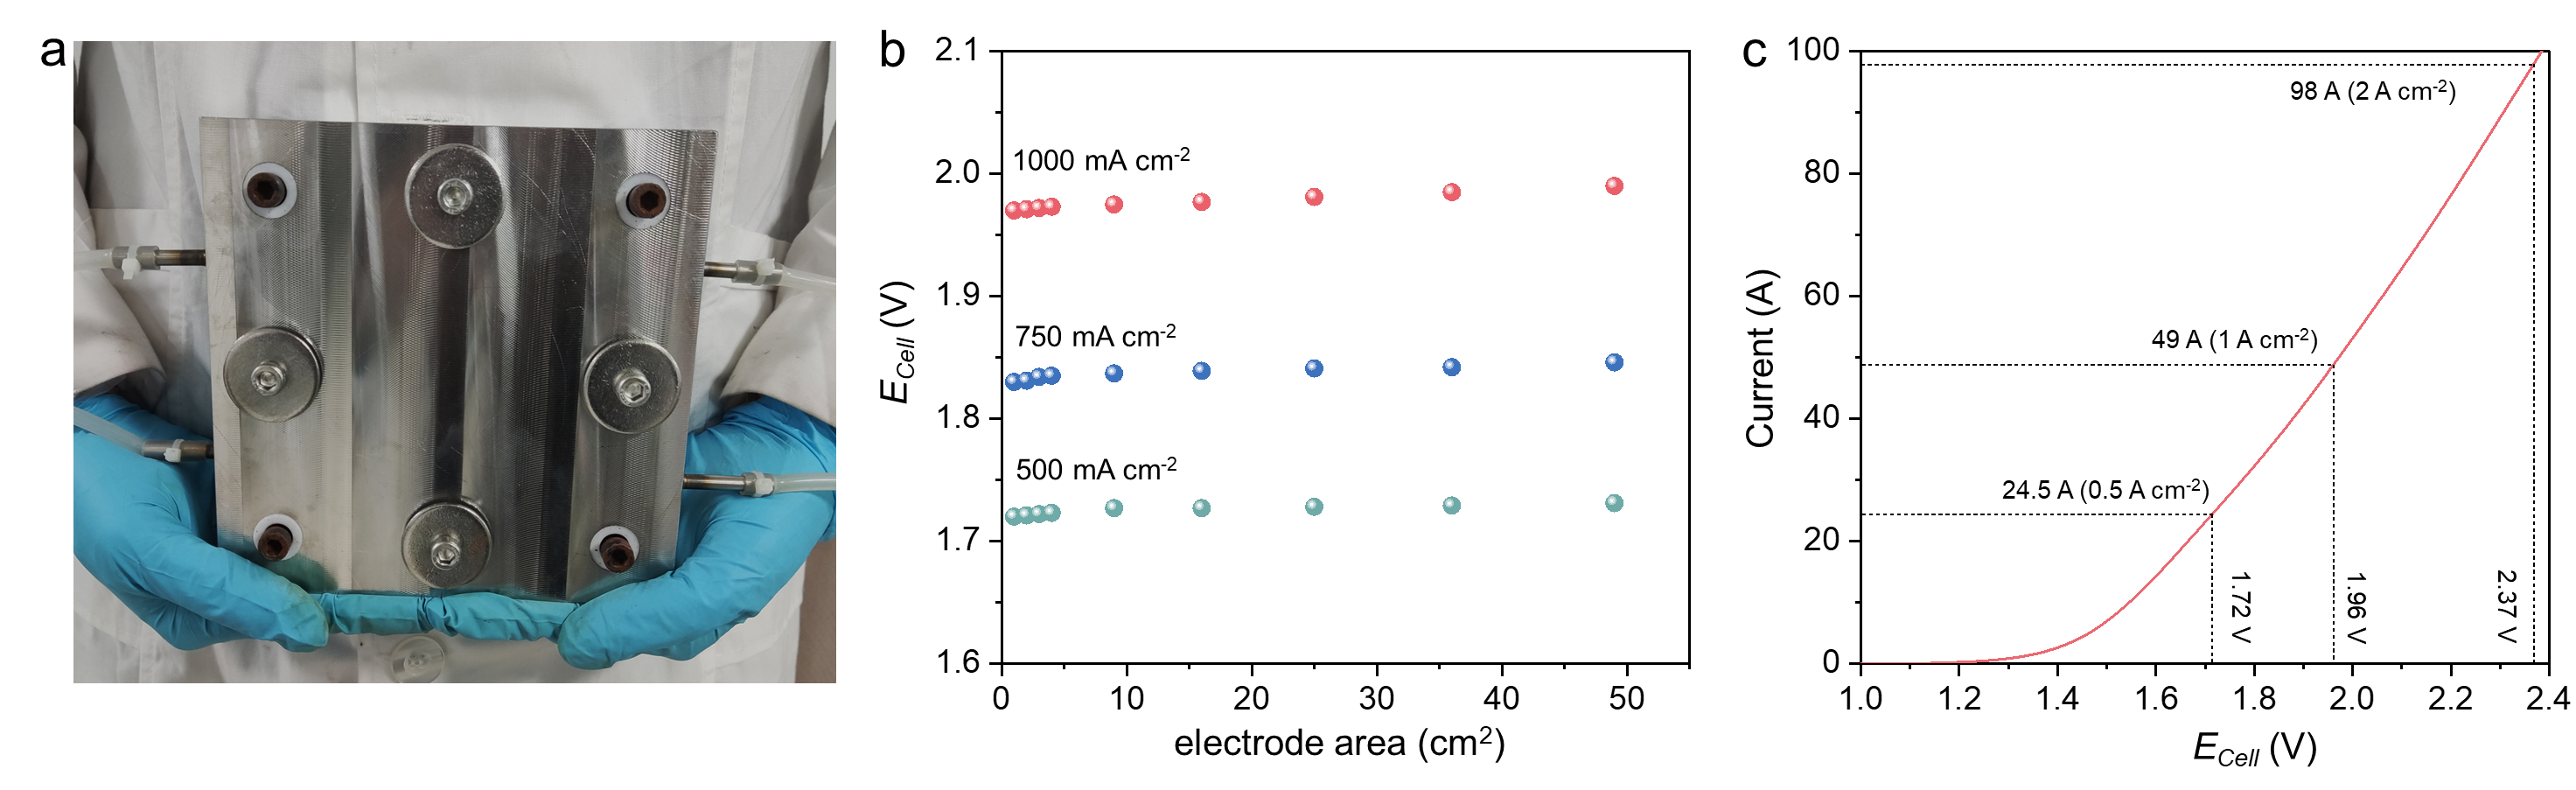 a
b
2.1
2.0
1.9
1.8
1.7
1.6
E_Cell (V)
1000 mA cm⁻²
750 mA cm⁻²
500 mA cm⁻²
0 10 20 30 40 50
electrode area (cm²)
c
100
80
60
40
20
0
Current (A)
98 A (2 A cm⁻²)
49 A (1 A cm⁻²)
24.5 A (0.5 A cm⁻²)
1.72 V
1.96 V
2.37 V
1.0 1.2 1.4 1.6 1.8 2.0 2.2 2.4
E_Cell (V)